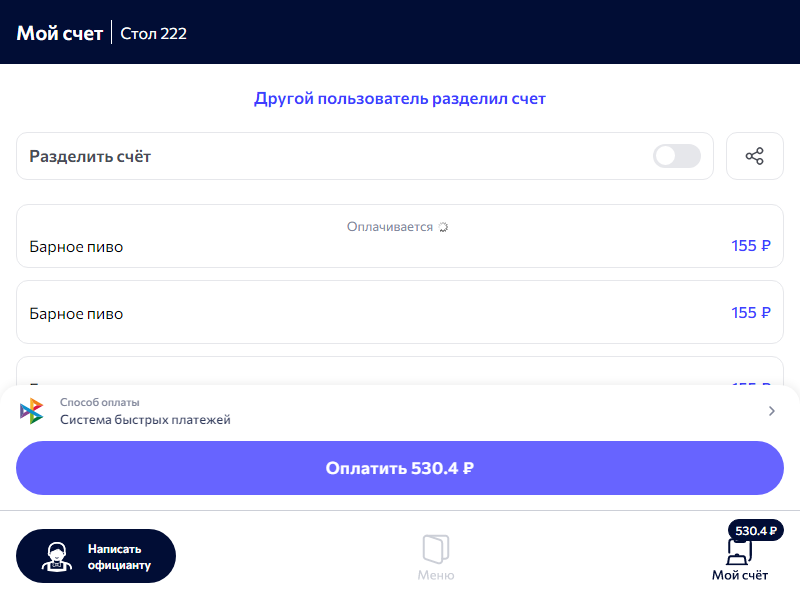 Мой счет
Стол 222
Другой пользователь разделил счет
Разделить счёт
Оплачивается
Барное пиво
155 ₽
Барное пиво
155 ₽
Способ оплаты
Система быстрых платежей
Оплатить 530.4 ₽
Написать
официанту
Меню
530.4 ₽
Мой счёт